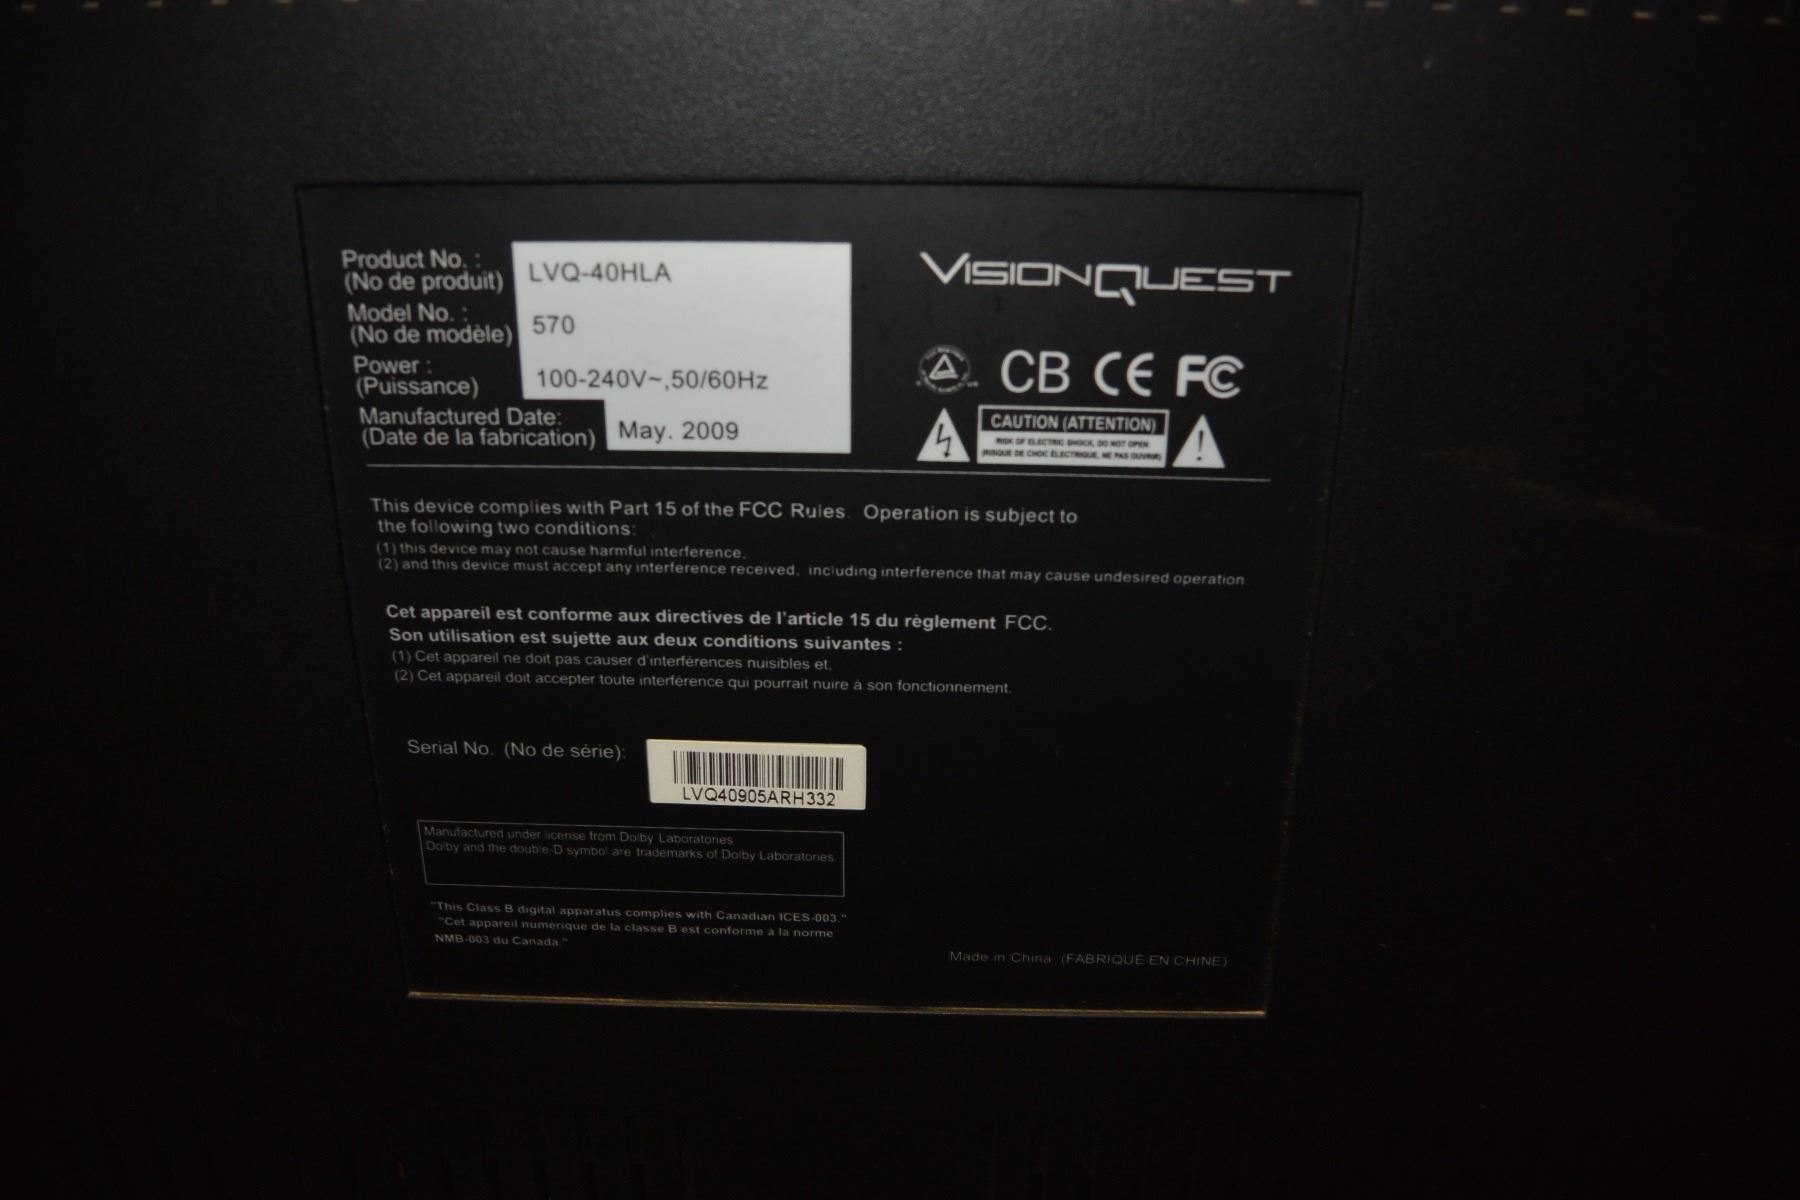 Product No. :
(No de produit)
LVQ-40HLA
Model No. :
(No de modèle)
570
Power :
(Puissance)
100-240V~,50/60Hz
Manufactured Date:
(Date de la fabrication)
May. 2009
VISIONQUEST
CB CE FC
CAUTION (ATTENTION)
RISK OF ELECTRIC SHOCK, DO NOT OPEN
(RISQUE DE CHOC ÉLECTRIQUE, NE PAS OUVRIR)
This device complies with Part 15 of the FCC Rules. Operation is subject to
the following two conditions:
(1) this device may not cause harmful interference,
(2) and this device must accept any interference received, including interference that may cause undesired operation
Cet appareil est conforme aux directives de l'article 15 du règlement FCC.
Son utilisation est sujette aux deux conditions suivantes :
(1) Cet appareil ne doit pas causer d'interférences nuisibles et,
(2) Cet appareil doit accepter toute interférence qui pourrait nuire à son fonctionnement.
Serial No. (No de série):
LVQ40905ARH332
Manufactured under license from Dolby Laboratories
Dolby and the double-D symbol are trademarks of Dolby Laboratories
"This Class B digital apparatus complies with Canadian ICES-003."
"Cet appareil numerique de la classe B est conforme à la norme
NMB-003 du Canada."
Made in China (FABRIQUÉ EN CHINE)